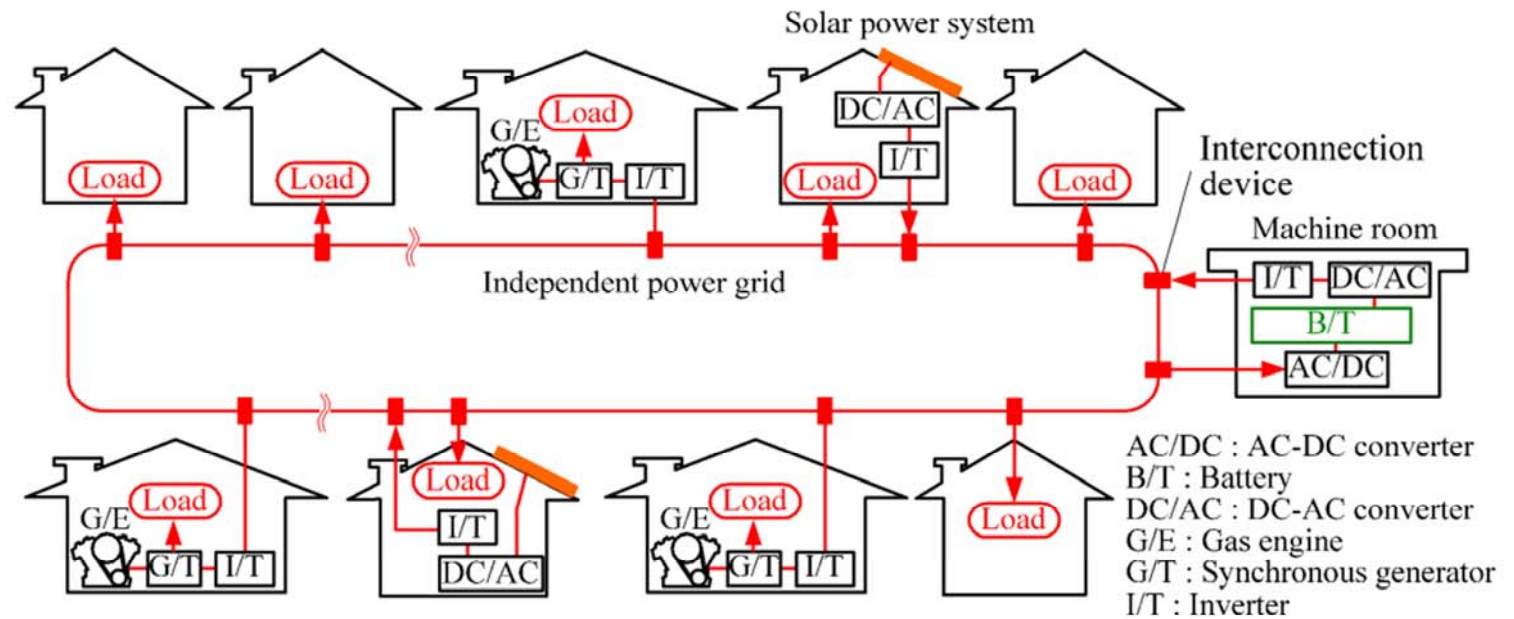 Solar power system
Load
Load
G/E
Load
G/T
I/T
DC/AC
I/T
Load
Load
Interconnection
device
Machine room
I/T
DC/AC
B/T
AC/DC
Independent power grid
G/E
Load
G/T
I/T
Load
I/T
DC/AC
G/E
Load
G/T
I/T
Load
AC/DC : AC-DC converter
B/T : Battery
DC/AC : DC-AC converter
G/E : Gas engine
G/T : Synchronous generator
I/T : Inverter